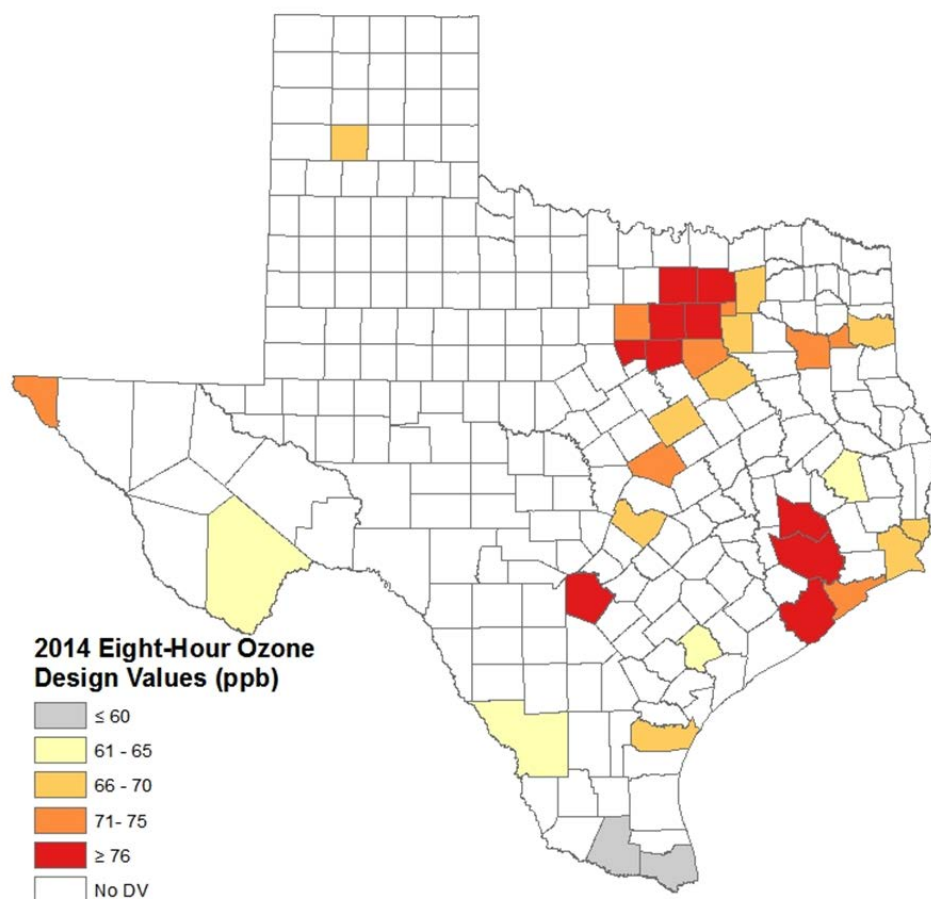 2014 Eight-Hour Ozone
Design Values (ppb)
≤ 60
61 - 65
66 - 70
71- 75
≥ 76
No DV